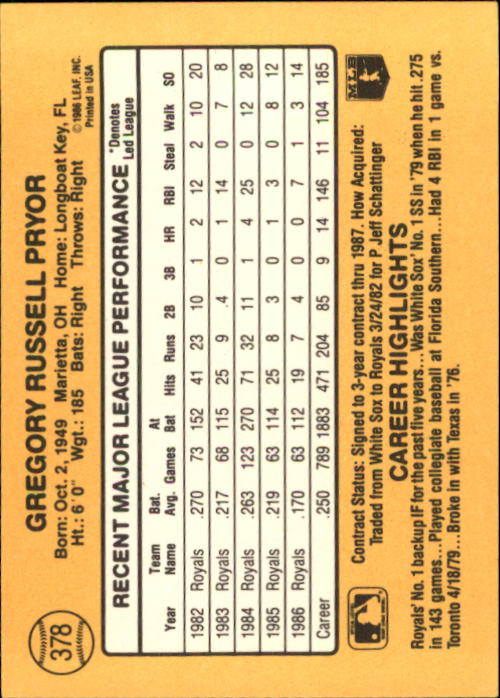 378
GREGORY RUSSELL PRYOR
Born: Oct. 2, 1949 Marietta, OH Home: Longboat Key, FL
Ht.: 6' 0" Wgt.: 185 Bats: Right Throws: Right
© 1986 LEAF, INC.
Printed in USA
RECENT MAJOR LEAGUE PERFORMANCE *Denotes Led League
Year Team Name Bat. Avg. Games At Bat Hits Runs 2B 3B HR RBI Steal Walk SO
1982 Royals .270 73 152 41 23 10 1 2 12 2 10 20
1983 Royals .217 68 115 25 9 .4 0 1 14 0 7 8
1984 Royals .263 123 270 71 32 11 1 4 25 0 12 28
1985 Royals .219 63 114 25 8 3 0 1 3 0 8 12
1986 Royals .170 63 112 19 7 4 0 0 7 1 3 14
Career .250 789 1883 471 204 85 9 14 146 11 104 185
Contract Status: Signed to 3-year contract thru 1987. How Acquired:
Traded from White Sox to Royals 3/24/82 for P Jeff Schattinger
MLB
CAREER HIGHLIGHTS
Royals' No. 1 backup IF for the past five years...Was White Sox' No. 1 SS in '79 when he hit .275
in 143 games...Played collegiate baseball at Florida Southern...Had 4 RBI in 1 game vs.
Toronto 4/18/79...Broke in with Texas in '76.